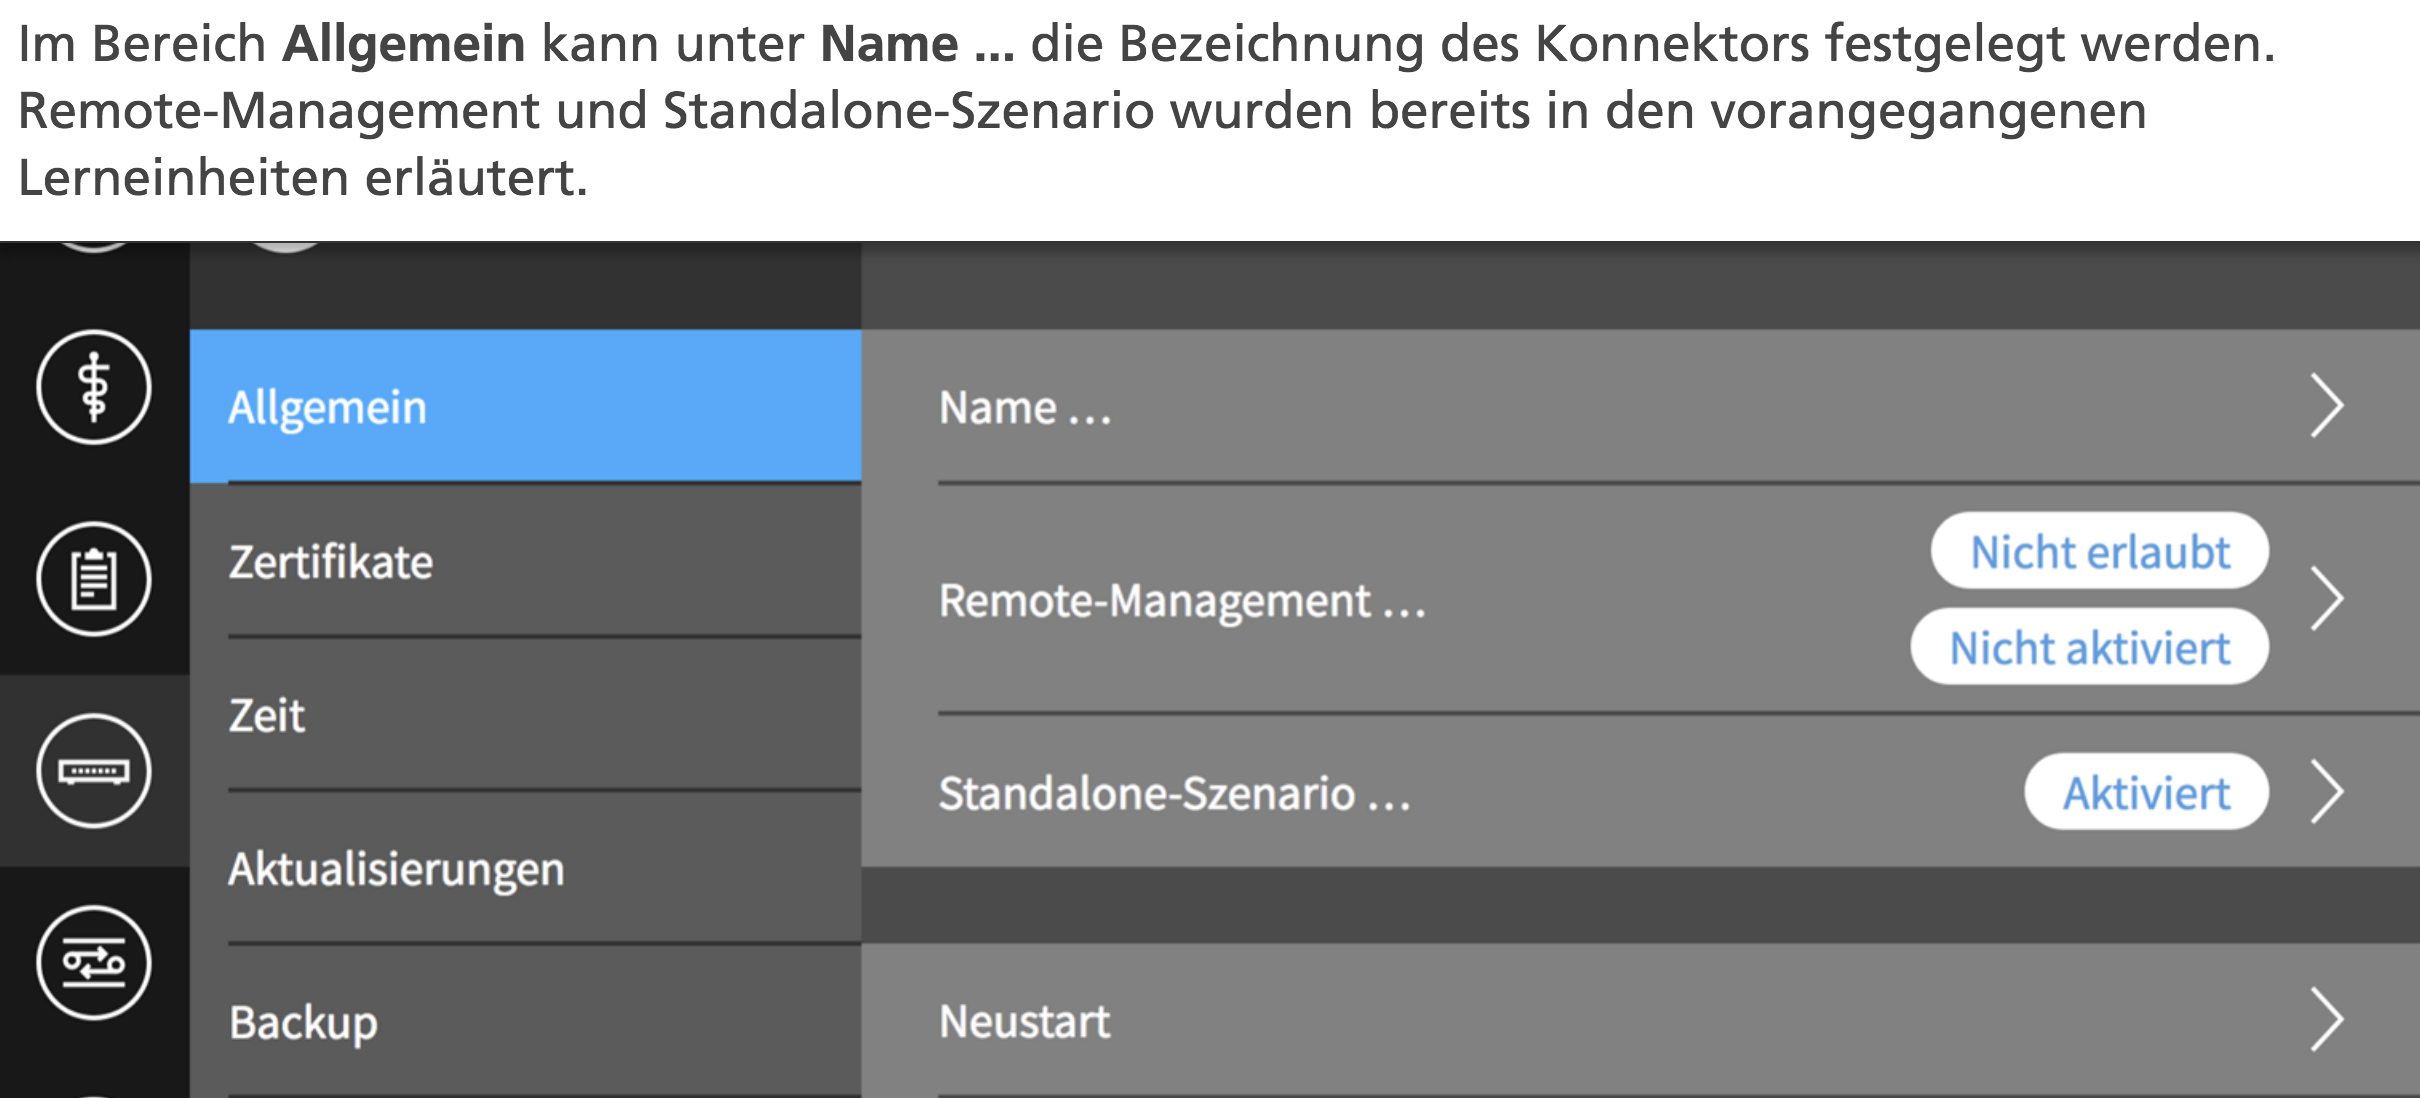 Im Bereich Allgemein kann unter Name ... die Bezeichnung des Konnektors festgelegt werden.
Remote-Management und Standalone-Szenario wurden bereits in den vorangegangenen
Lerneinheiten erläutert.
Allgemein
Zertifikate
Zeit
Aktualisierungen
Backup
Name ...
Remote-Management ...
Nicht erlaubt
Nicht aktiviert
Standalone-Szenario ...
Aktiviert
Neustart